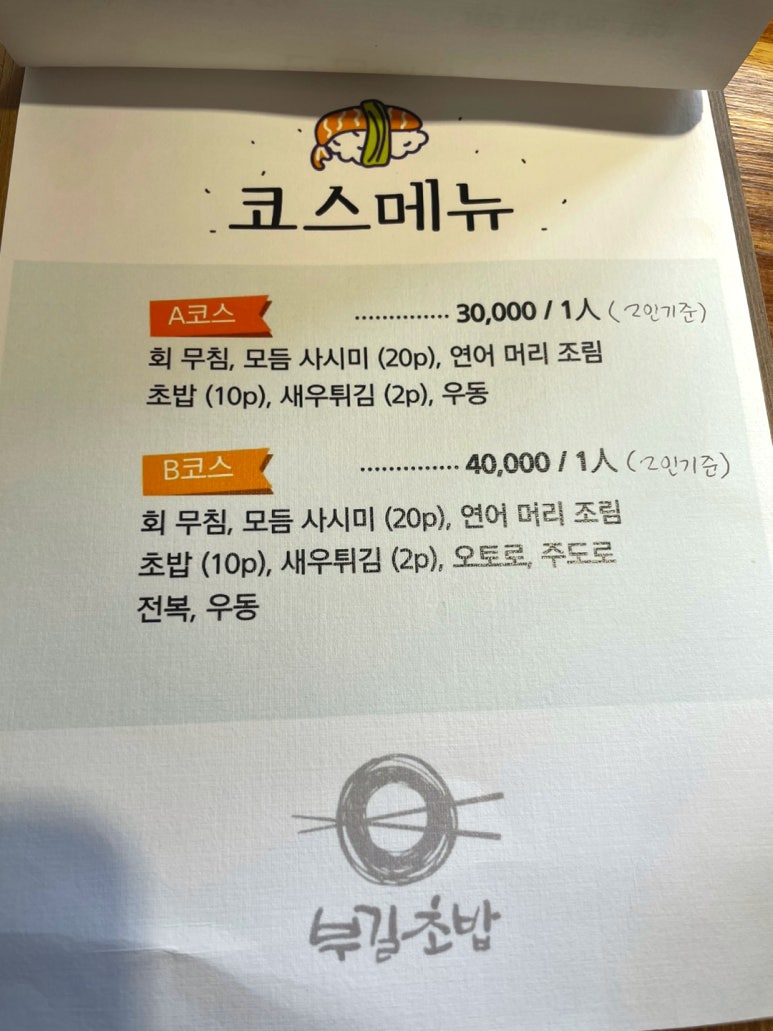 코스메뉴
A코스 .............. 30,000 / 1人 (2인기준)
회 무침, 모듬 사시미 (20p), 연어 머리 조림
초밥 (10p), 새우튀김 (2p), 우동
B코스 .............. 40,000 / 1人 (2인기준)
회 무침, 모듬 사시미 (20p), 연어 머리 조림
초밥 (10p), 새우튀김 (2p), 오토로, 주도로
전복, 우동
부길초밥